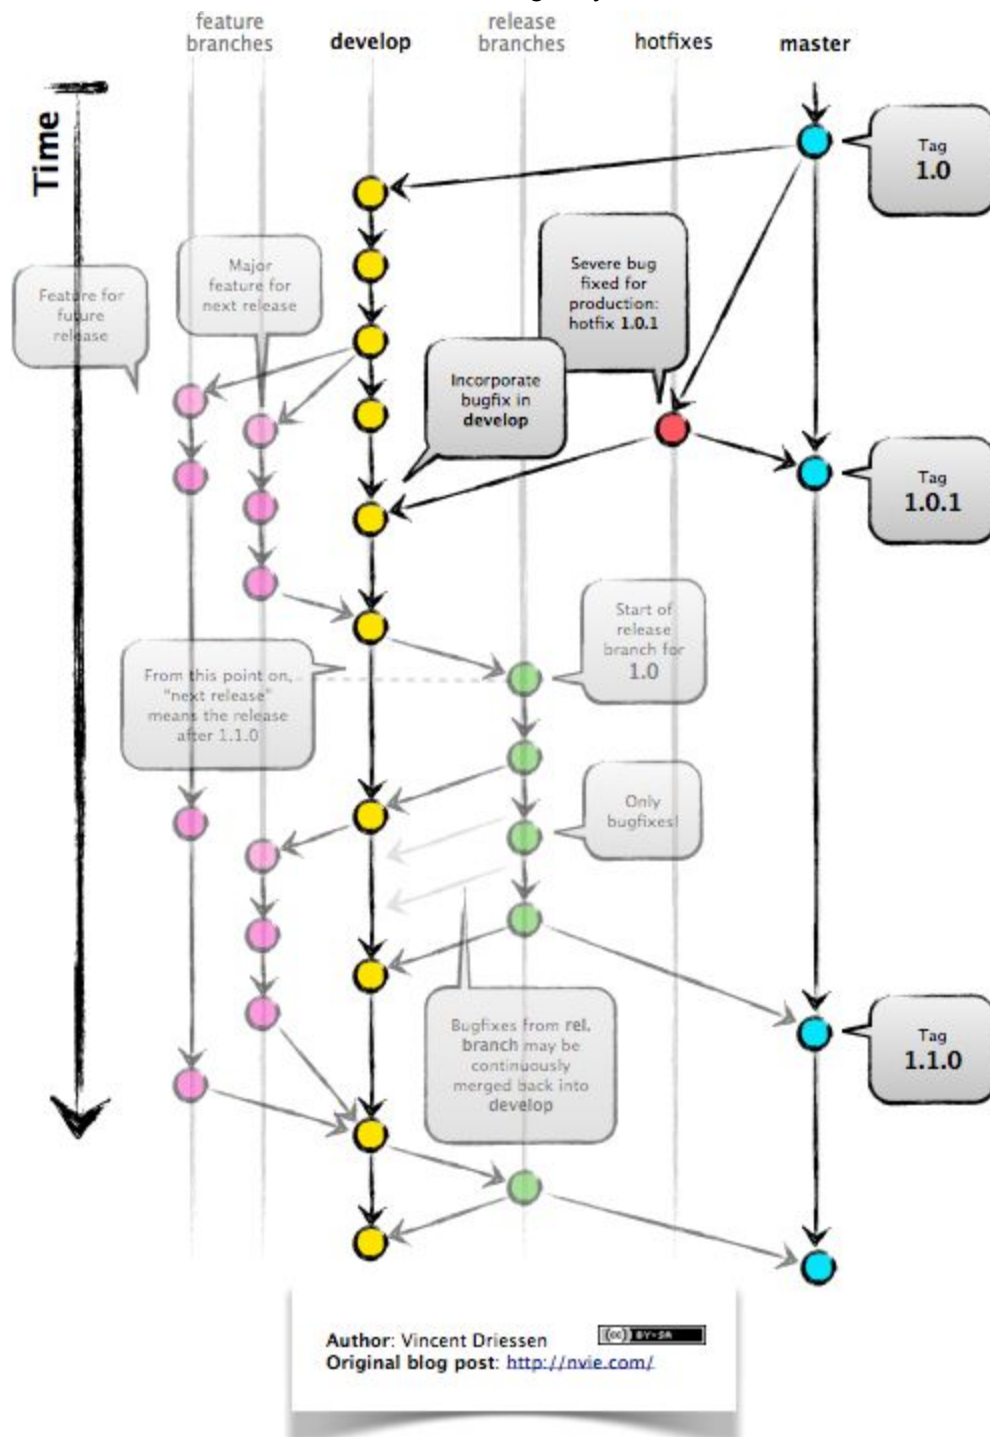 feature
branches
develop
release
branches
hotfixes
master
Time
Tag
1.0
Severe bug
fixed for
production:
hotfix 1.0.1
Major
feature for
next release
Feature for
future
release
Incorporate
bugfix in
develop
Tag
1.0.1
Start of
release
branch for
1.0
From this point on,
"next release"
means the release
after 1.1.0
Only
bugfixes!
Bugfixes from rel.
branch may be
continuously
merged back into
develop
Tag
1.1.0
Author: Vincent Driessen
(cc) BY-SA
Original blog post: http://nvie.com/